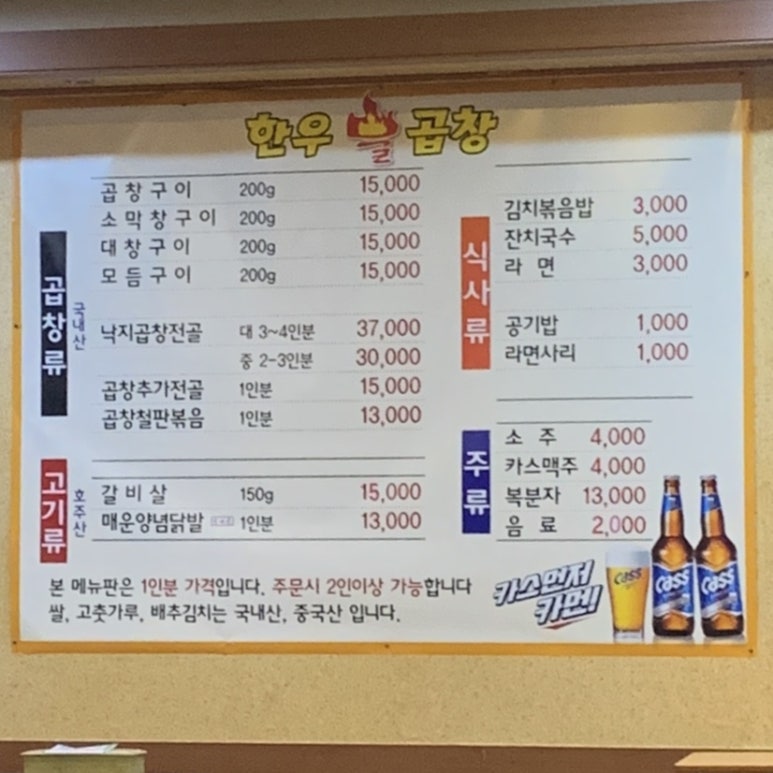 한우 불 곱창
곱창류
국내산
곱창구이 200g 15,000
소막창구이 200g 15,000
대창구이 200g 15,000
모듬구이 200g 15,000
낙지곱창전골 대 3~4인분 37,000
중 2-3인분 30,000
곱창추가전골 1인분 15,000
곱창철판볶음 1인분 13,000
고기류
호주산
갈비살 150g 15,000
매운양념닭발 1인분 13,000
식사류
김치볶음밥 3,000
잔치국수 5,000
라면 3,000
공기밥 1,000
라면사리 1,000
주류
소주 4,000
카스맥주 4,000
복분자 13,000
음료 2,000
본 메뉴판은 1인분 가격입니다. 주문시 2인이상 가능합니다
쌀, 고춧가루, 배추김치는 국내산, 중국산 입니다.
카스먼저
카먼!
Cass
Cass
Cass